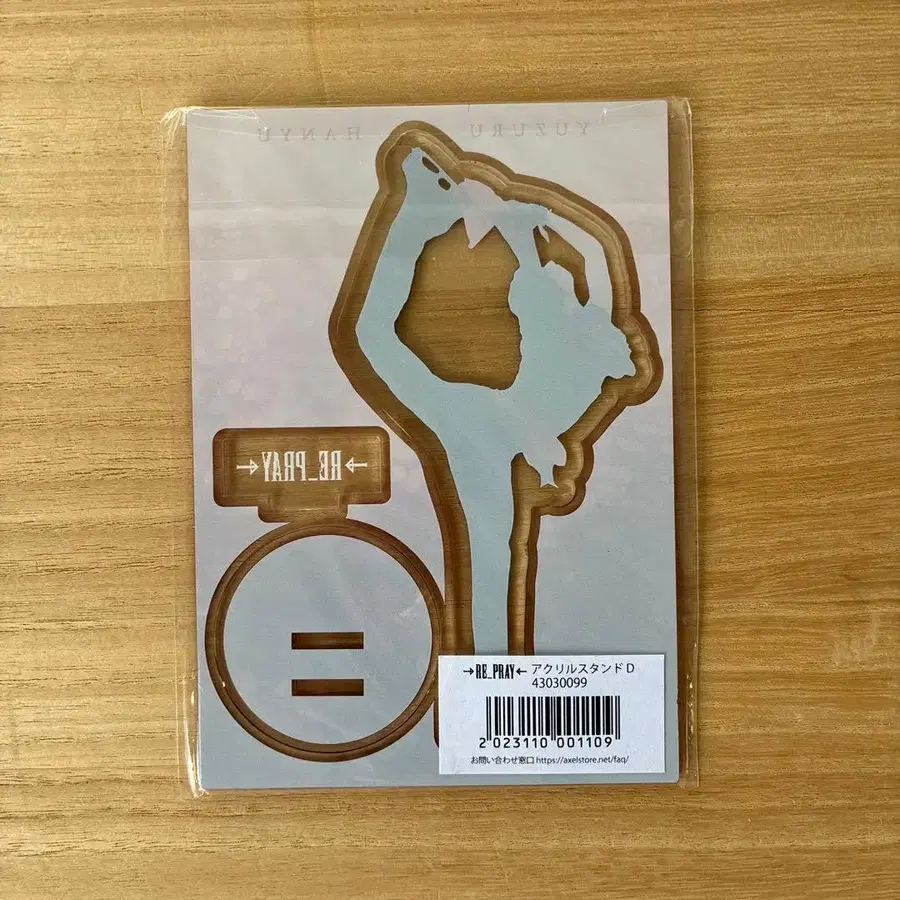 YUZURU HANYU
→RE_PRAY←
→RE_PRAY← アクリルスタンド D
43030099
2 023110 001109
お問い合わせ窓口 https://axelstore.net/faq/